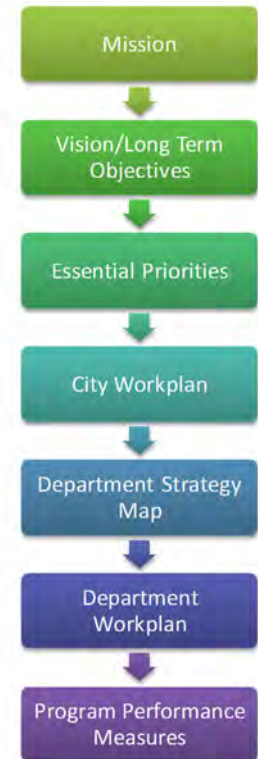 Mission
Vision/Long Term
Objectives
Essential Priorities
City Workplan
Department Strategy
Map
Department
Workplan
Program Performance
Measures